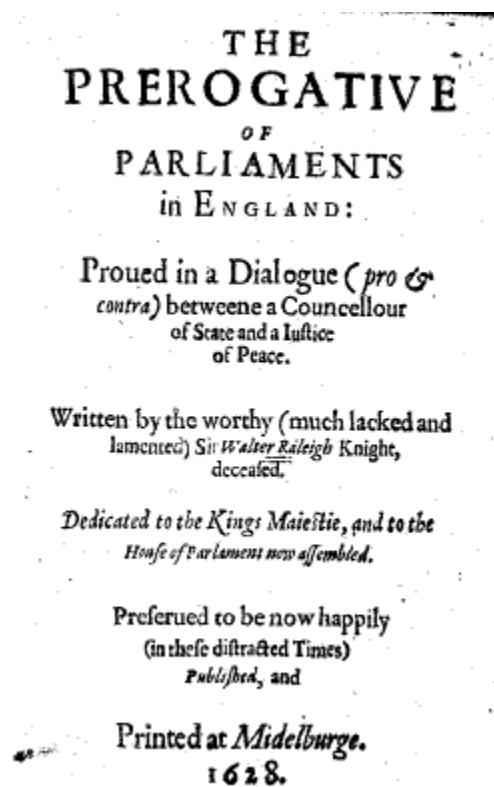 THE
PREROGATIVE
OF
PARLIAMENTS
in ENGLAND:
Proued in a Dialogue (pro &
contra) betweene a Councellour
of State and a Iuſtice
of Peace.
Written by the worthy (much lacked and
lamented) Sir Walter Raleigh Knight,
deceaſed.
Dedicated to the Kings Maieſtie, and to the
Houſe of Parlament now aſſembled.
Preſerued to be now happily
(in theſe diſtracted Times)
Publiſhed, and
Printed at Midelburge.
1628.